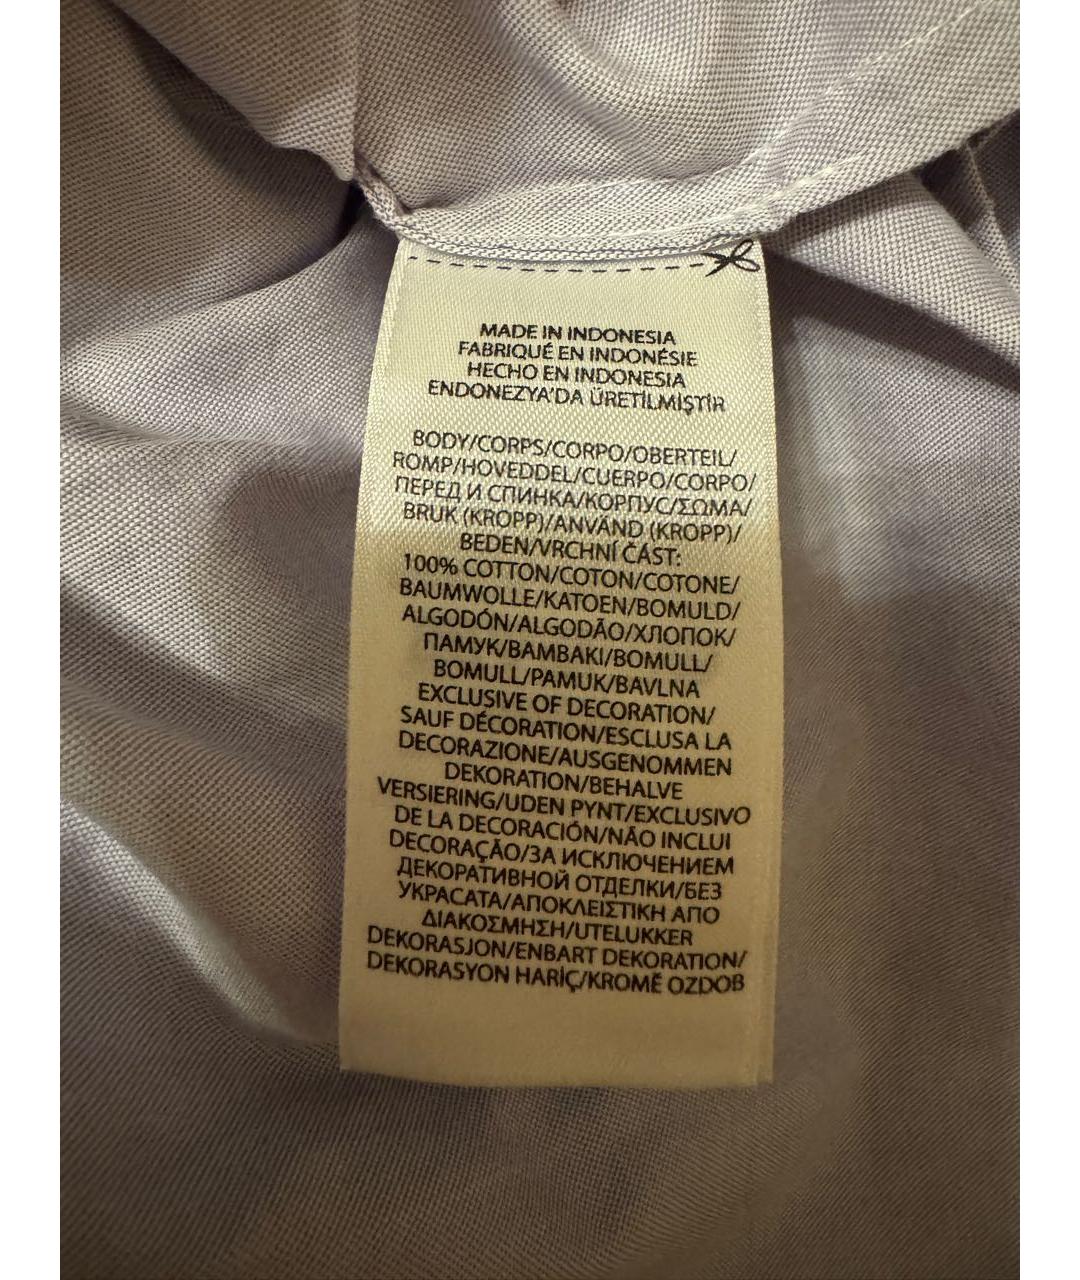 MADE IN INDONESIA
FABRIQUÉ EN INDONÉSIE
HECHO EN INDONESIA
ENDONEZYA'DA ÜRETİLMİŞTİR
BODY/CORPS/CORPO/OBERTEIL/
ROMP/HOVEDDEL/CUERPO/CORPO/
ПЕРЕД И СПИНКА/КОРПУС/ΣΩΜΑ/
BRUK (KROPP)/ANVÄND (KROPP)/
BEDEN/VRCHNÍ ČÁST:
100% COTTON/COTON/COTONE/
BAUMWOLLE/KATOEN/BOMULD/
ALGODÓN/ALGODÃO/ХЛОПОК/
ПАМУК/ΒΑΜΒΑΚΙ/BOMULL/
BOMULL/PAMUK/BAVLNA
EXCLUSIVE OF DECORATION/
SAUF DÉCORATION/ESCLUSA LA
DECORAZIONE/AUSGENOMMEN
DEKORATION/BEHALVE
VERSIERING/UDEN PYNT/EXCLUSIVO
DE LA DECORACIÓN/NÃO INCLUI
DECORAÇÃO/ЗА ИСКЛЮЧЕНИЕМ
ДЕКОРАТИВНОЙ ОТДЕЛКИ/БЕЗ
УКРАСАТА/ΑΠΟΚΛΕΙΣΤΙΚΗ ΑΠΟ
ΔΙΑΚΟΣΜΗΣΗ/UTELUKKER
DEKORASJON/ENBART DEKORATION/
DEKORASYON HARİÇ/KROMĚ OZDOB